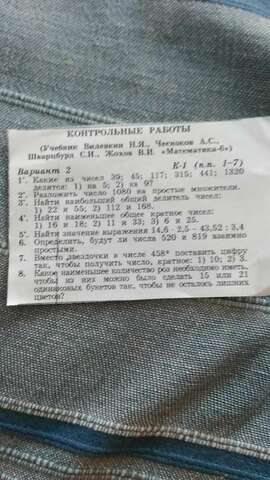 КОНТРОЛЬНЫЕ РАБОТЫ
(Учебник Виленкин Н.Я., Чесноков А.С.,
Шварцбурд С.И., Жохов В.И. «Математика-6»)
Вариант 2 К-1 (п.п. 1–7)
1°. Какие из чисел 39; 45; 117; 315; 441; 1320
делится: 1) на 5; 2) на 9?
2°. Разложить число 1080 на простые множители.
3°. Найти наибольший общий делитель чисел:
1) 22 и 55; 2) 112 и 168.
4°. Найти наименьшее общее кратное чисел:
1) 16 и 18; 2) 11 и 33; 3) 6 и 25.
5°. Найти значение выражения 14,6 · 2,5 – 43,52 : 3,4
6. Определить, будут ли числа 520 и 819 взаимно
простыми.
7. Вместо звездочки в числе 458* поставить цифру
так, чтобы получить число, кратное: 1) 10; 2) 3.
8. Какое наименьшее количество роз необходимо иметь,
чтобы из них можно было сделать 15 или 21
одинаковых букетов так, чтобы не осталось лишних
цветов?